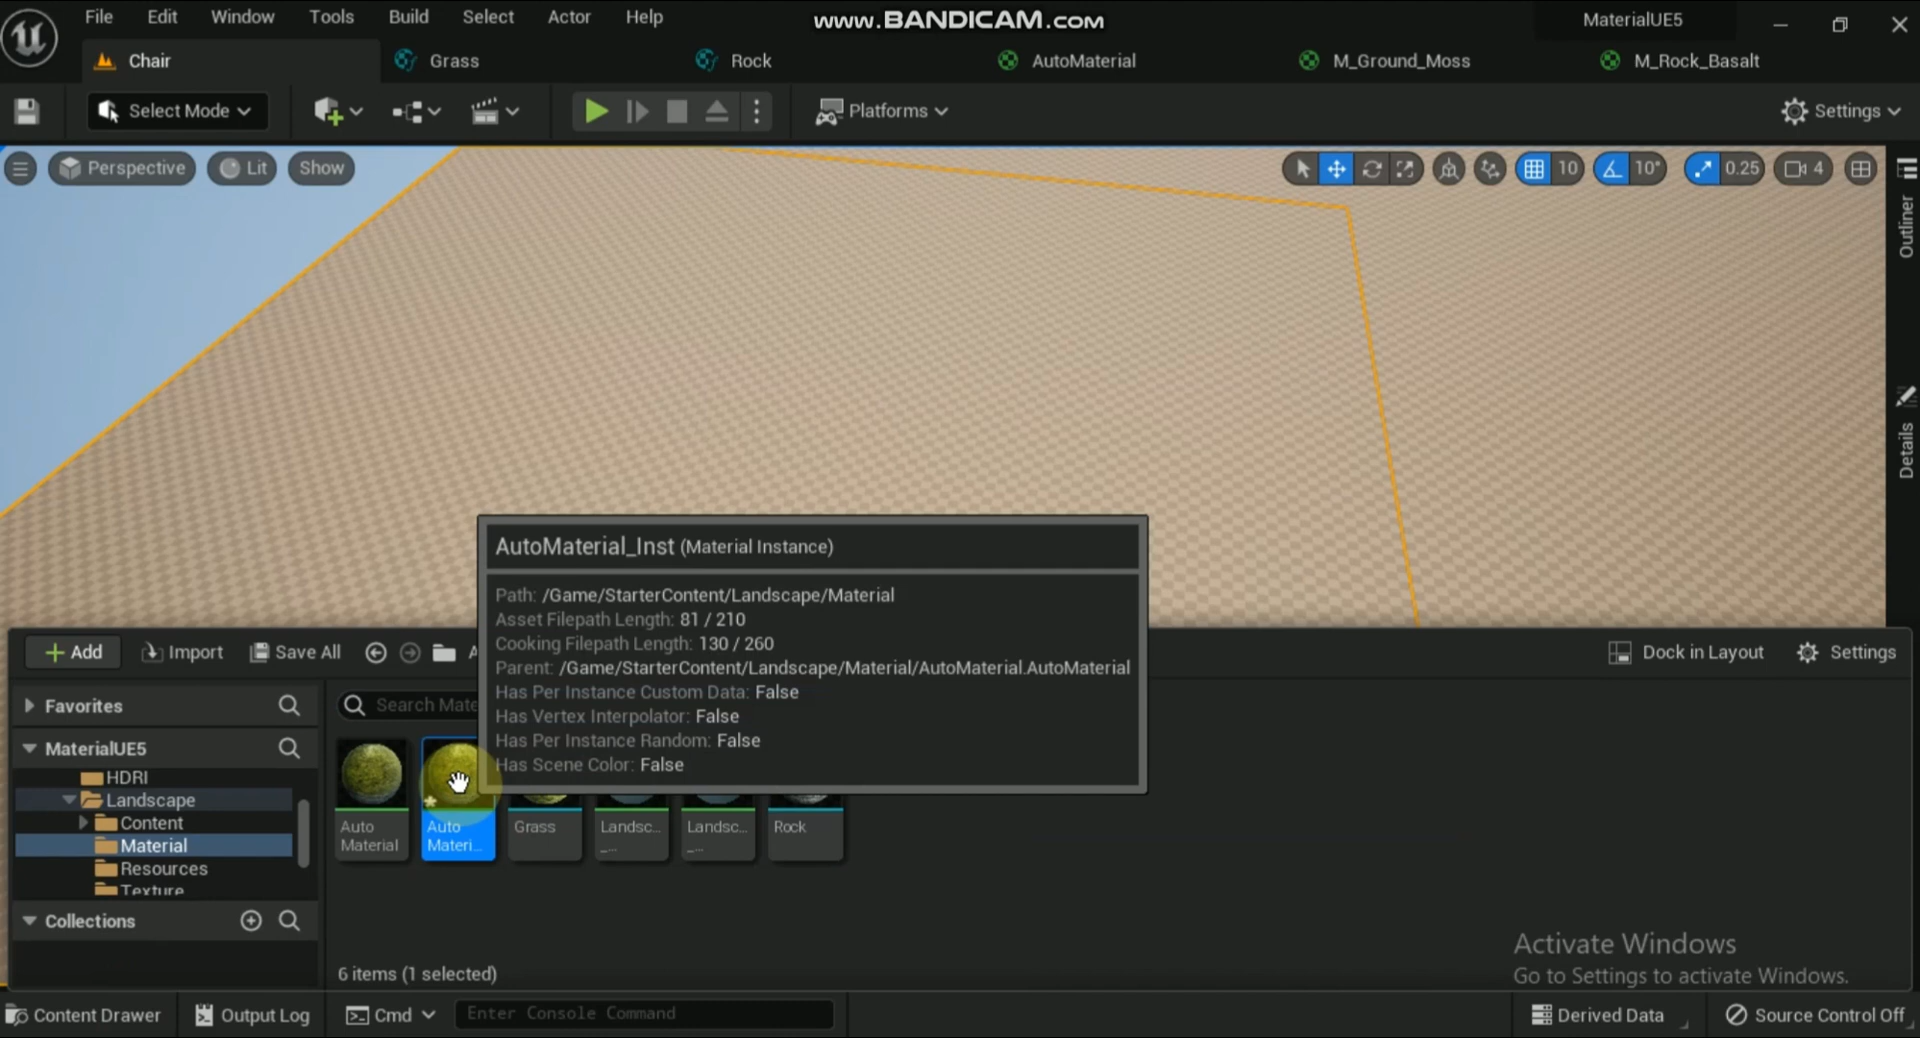 File Edit Window Tools Build Select Actor Help
www.BANDICAM.com
MaterialUE5
Chair
Grass
Rock
AutoMaterial
M_Ground_Moss
M_Rock_Basalt
Select Mode
Platforms
Settings
Perspective
Lit
Show
10
10°
0.25
4
Outliner
Details
AutoMaterial_Inst (Material Instance)
Path: /Game/StarterContent/Landscape/Material
Asset Filepath Length: 81 / 210
Cooking Filepath Length: 130 / 260
Parent: /Game/StarterContent/Landscape/Material/AutoMaterial.AutoMaterial
Has Per Instance Custom Data: False
Has Vertex Interpolator: False
Has Per Instance Random: False
Has Scene Color: False
Add
Import
Save All
Dock in Layout
Settings
Favorites
Search Mate
MaterialUE5
HDRI
Landscape
Content
Material
Resources
Texture
Collections
Auto
Material
Auto
Materi...
Grass
Landsc...
_...
Landsc...
_...
Rock
6 items (1 selected)
Activate Windows
Go to Settings to activate Windows.
Content Drawer
Output Log
Cmd
Enter Console Command
Derived Data
Source Control Off